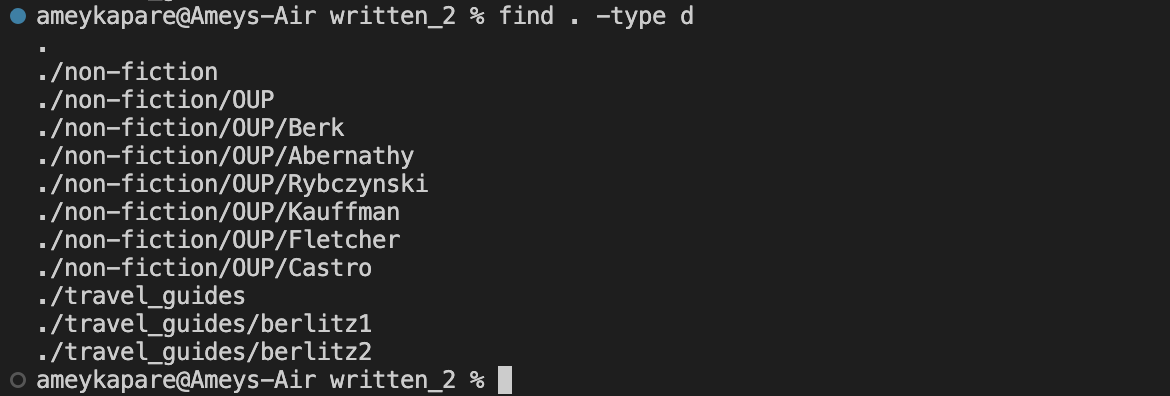 ameykapare@Ameys-Air written_2 % find . -type d
.
./non-fiction
./non-fiction/OUP
./non-fiction/OUP/Berk
./non-fiction/OUP/Abernathy
./non-fiction/OUP/Rybczynski
./non-fiction/OUP/Kauffman
./non-fiction/OUP/Fletcher
./non-fiction/OUP/Castro
./travel_guides
./travel_guides/berlitz1
./travel_guides/berlitz2
ameykapare@Ameys-Air written_2 %